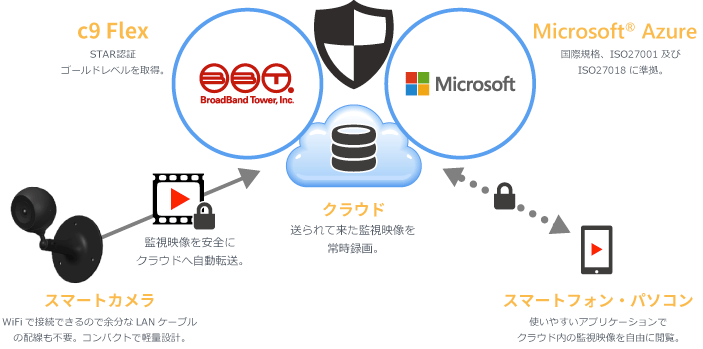 c9 Flex
STAR認証
ゴールドレベルを取得。
BBT.
BroadBand Tower, Inc.
Microsoft
Microsoft® Azure
国際規格、ISO27001 及び
ISO27018 に準拠。
監視映像を安全に
クラウドへ自動転送。
クラウド
送られて来た監視映像を
常時録画。
スマートカメラ
WiFiで接続できるので余分な LAN ケーブル
の配線も不要。コンパクトで軽量設計。
スマートフォン・パソコン
使いやすいアプリケーションで
クラウド内の監視映像を自由に閲覧。